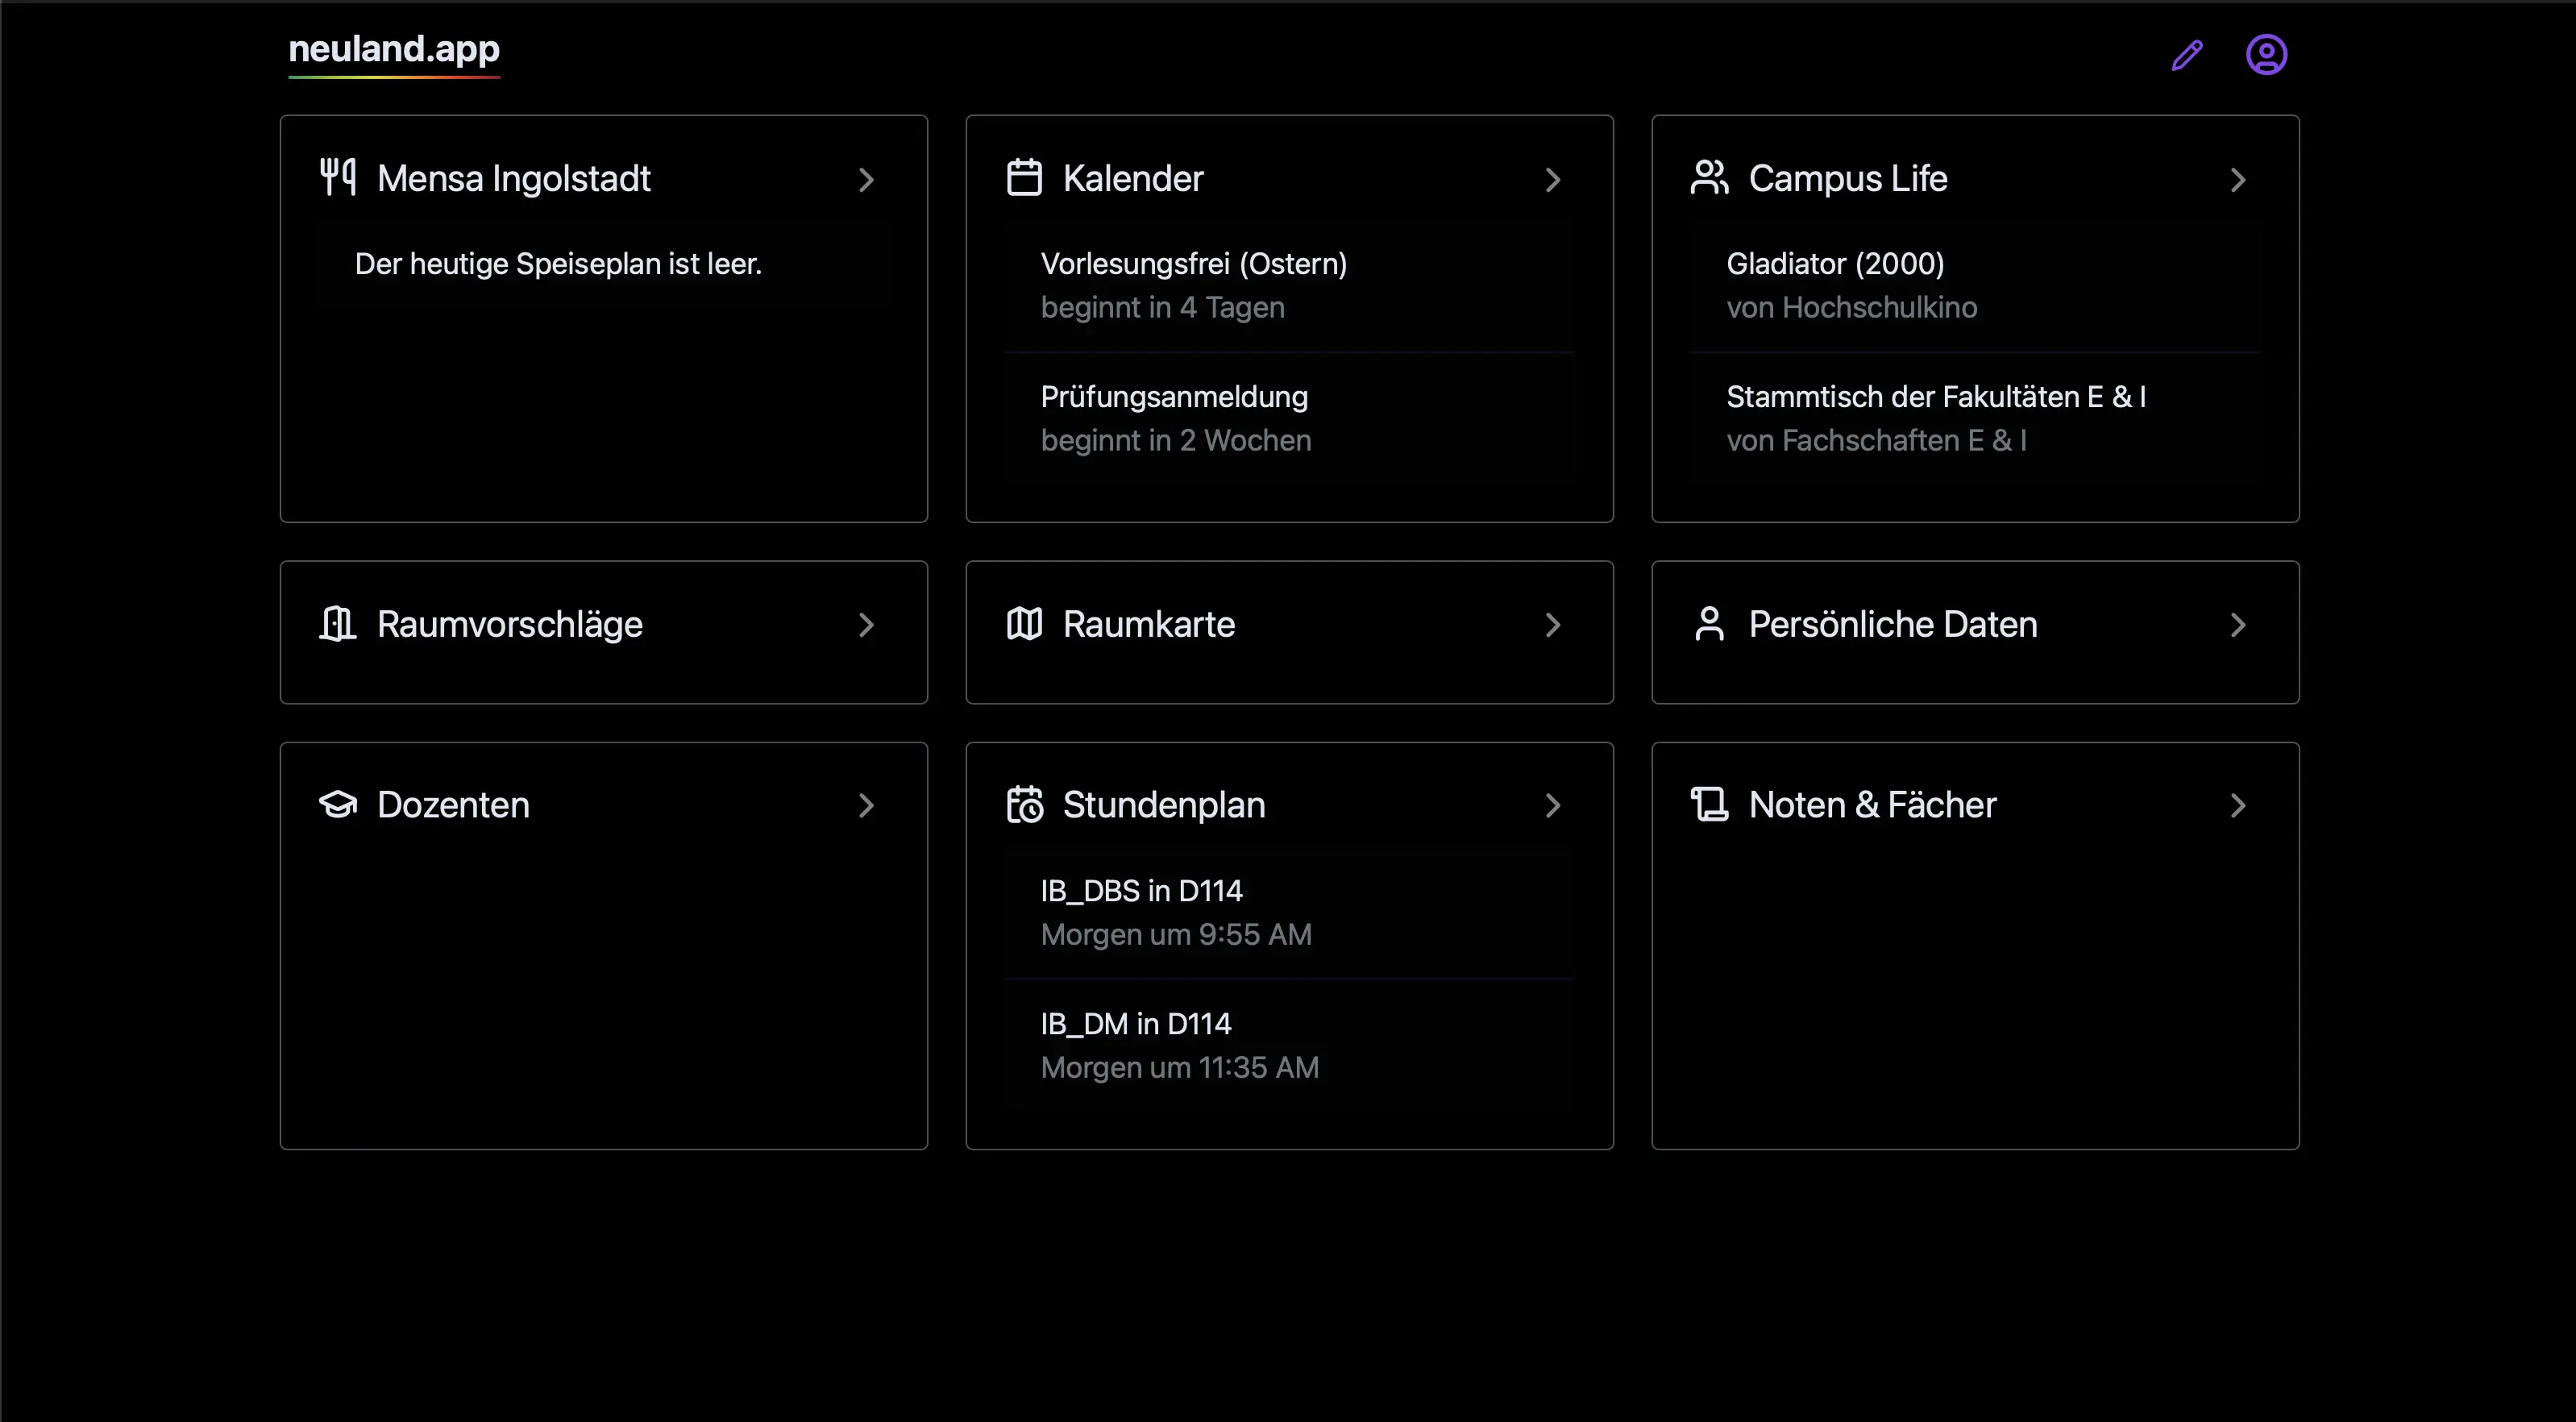 neuland.app
Mensa Ingolstadt
Der heutige Speiseplan ist leer.
Kalender
Vorlesungsfrei (Ostern)
beginnt in 4 Tagen
Prüfungsanmeldung
beginnt in 2 Wochen
Campus Life
Gladiator (2000)
von Hochschulkino
Stammtisch der Fakultäten E & I
von Fachschaften E & I
Raumvorschläge
Raumkarte
Persönliche Daten
Dozenten
Stundenplan
IB_DBS in D114
Morgen um 9:55 AM
IB_DM in D114
Morgen um 11:35 AM
Noten & Fächer